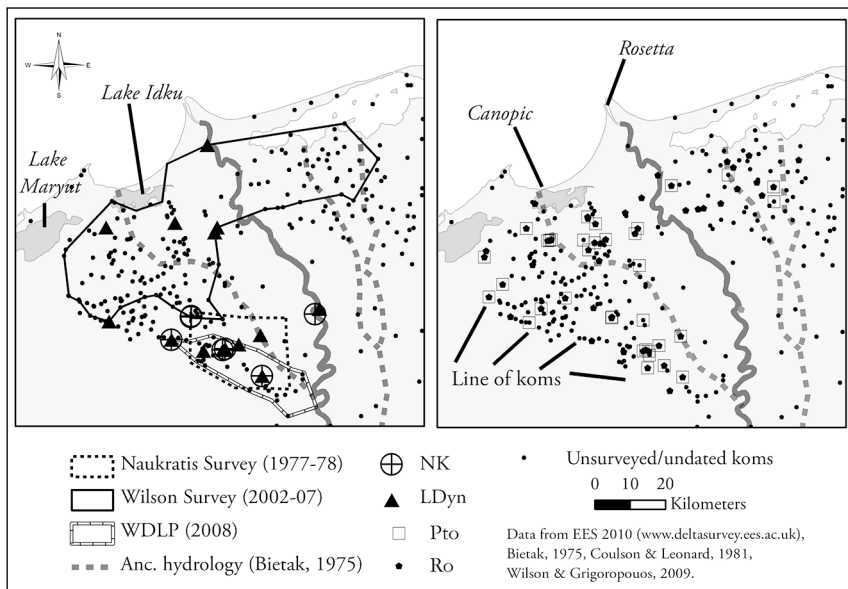 N
W E
S
Lake Idku
Lake
Maryut
Rosetta
Canopic
Line of koms
Naukratis Survey (1977-78)
Wilson Survey (2002-07)
WDLP (2008)
Anc. hydrology (Bietak, 1975)
NK
LDyn
Pto
Ro
Unsurveyed/undated koms
0 10 20
Kilometers
Data from EES 2010 (www.deltasurvey.ees.ac.uk),
Bietak, 1975, Coulson & Leonard, 1981,
Wilson & Grigoropouos, 2009.